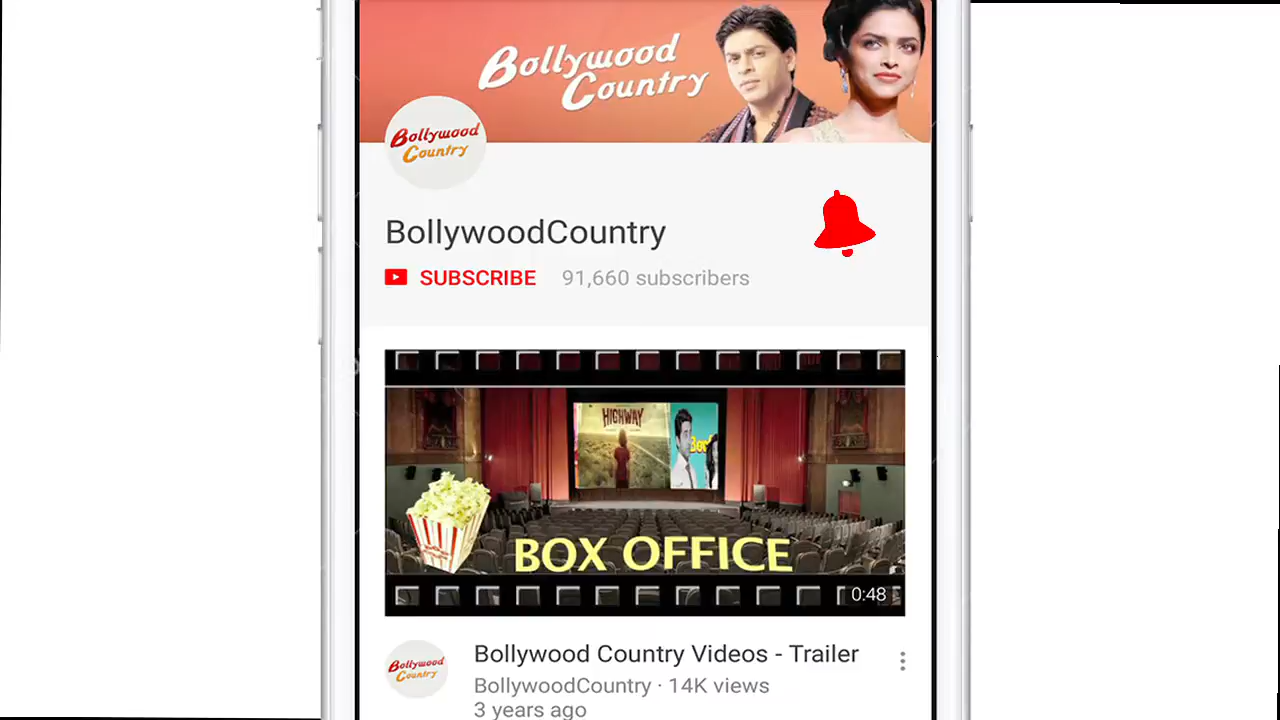 Bollywood
Country
Bollywood
Country
BollywoodCountry
SUBSCRIBE 91,660 subscribers
HIGHWAY
BOX OFFICE
0:48
Bollywood
Country
Bollywood Country Videos - Trailer
BollywoodCountry · 14K views
3 years ago